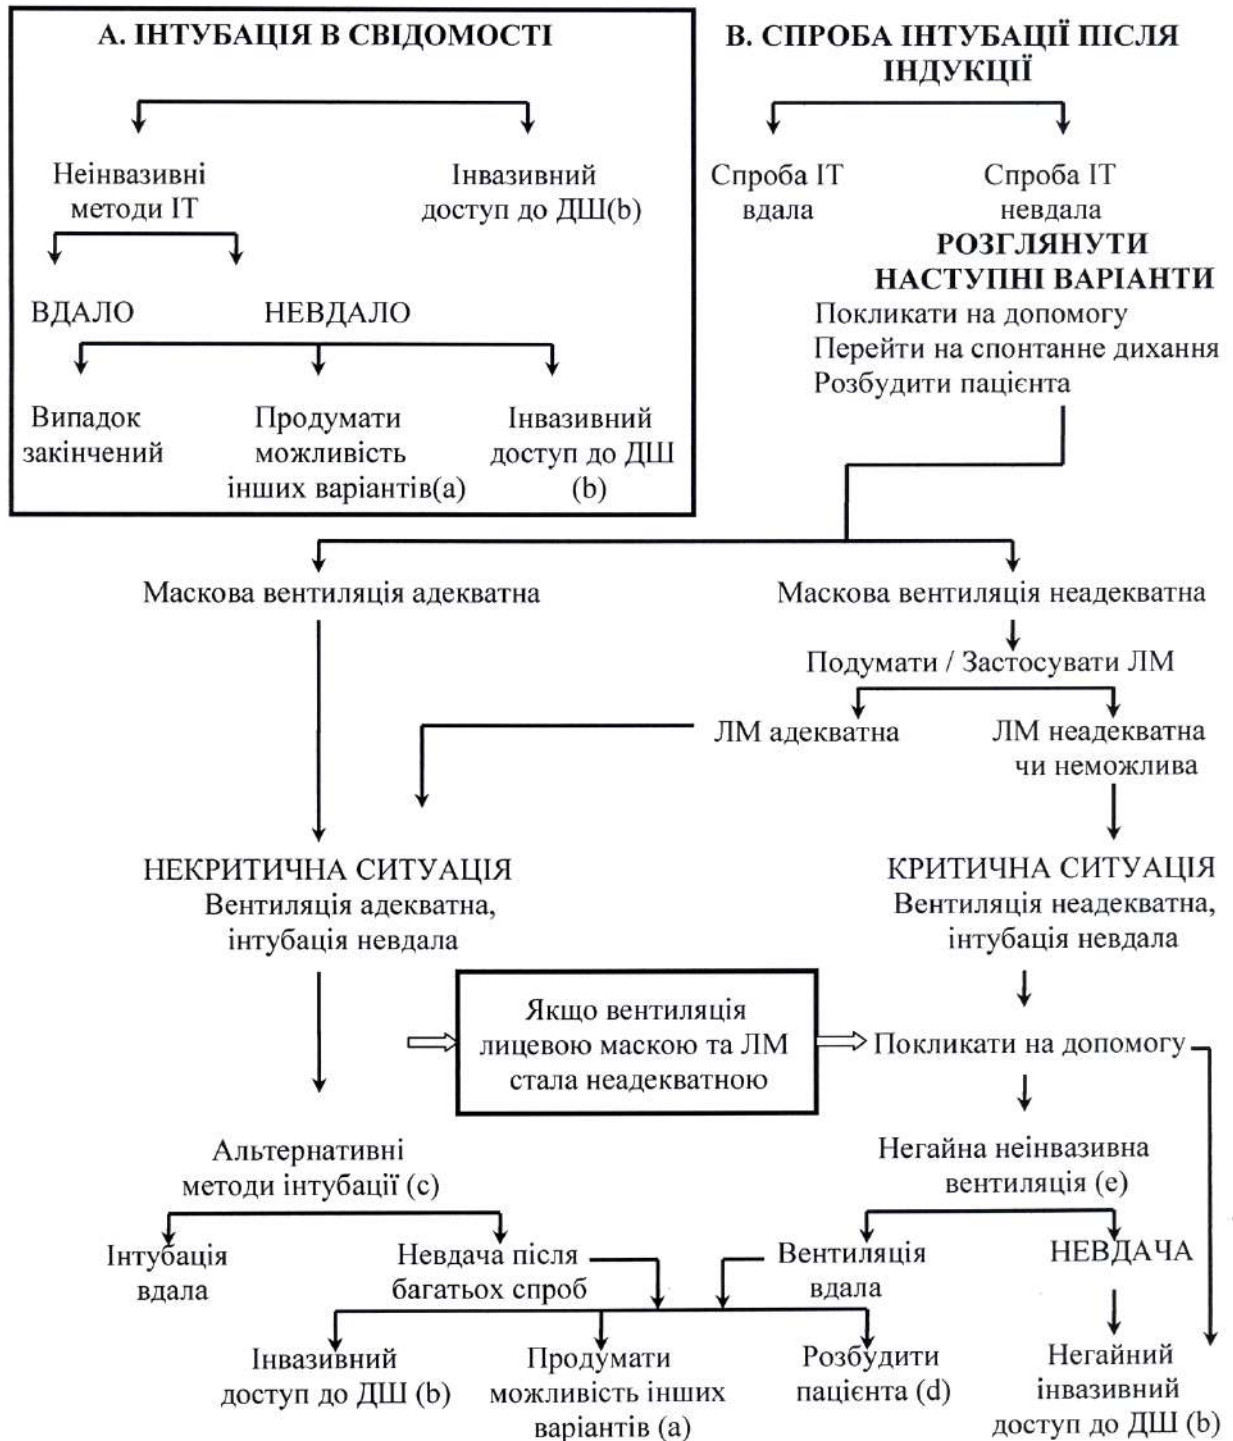 А. ІНТУБАЦІЯ В СВІДОМОСТІ
Неінвазивні
методи ІТ
Інвазивний
доступ до ДШ(b)
ВДАЛО
НЕВДАЛО
Випадок
закінчений
Продумати
можливість
інших варіантів(a)
Інвазивний
доступ до ДШ
(b)
В. СПРОБА ІНТУБАЦІЇ ПІСЛЯ
ІНДУКЦІЇ
Спроба ІТ
вдала
Спроба ІТ
невдала
РОЗГЛЯНУТИ
НАСТУПНІ ВАРІАНТИ
Покликати на допомогу
Перейти на спонтанне дихання
Розбудити пацієнта
Маскова вентиляція адекватна
Маскова вентиляція неадекватна
Подумати / Застосувати ЛМ
ЛМ адекватна
ЛМ неадекватна
чи неможлива
НЕКРИТИЧНА СИТУАЦІЯ
Вентиляція адекватна,
інтубація невдала
КРИТИЧНА СИТУАЦІЯ
Вентиляція неадекватна,
інтубація невдала
Якщо вентиляція
лицевою маскою та ЛМ
стала неадекватною
Покликати на допомогу
Альтернативні
методи інтубації (c)
Негайна неінвазивна
вентиляція (e)
Інтубація
вдала
Невдача після
багатьох спроб
Вентиляція
вдала
НЕВДАЧА
Інвазивний
доступ до ДШ (b)
Продумати
можливість інших
варіантів (a)
Розбудити
пацієнта (d)
Негайний
інвазивний
доступ до ДШ (b)